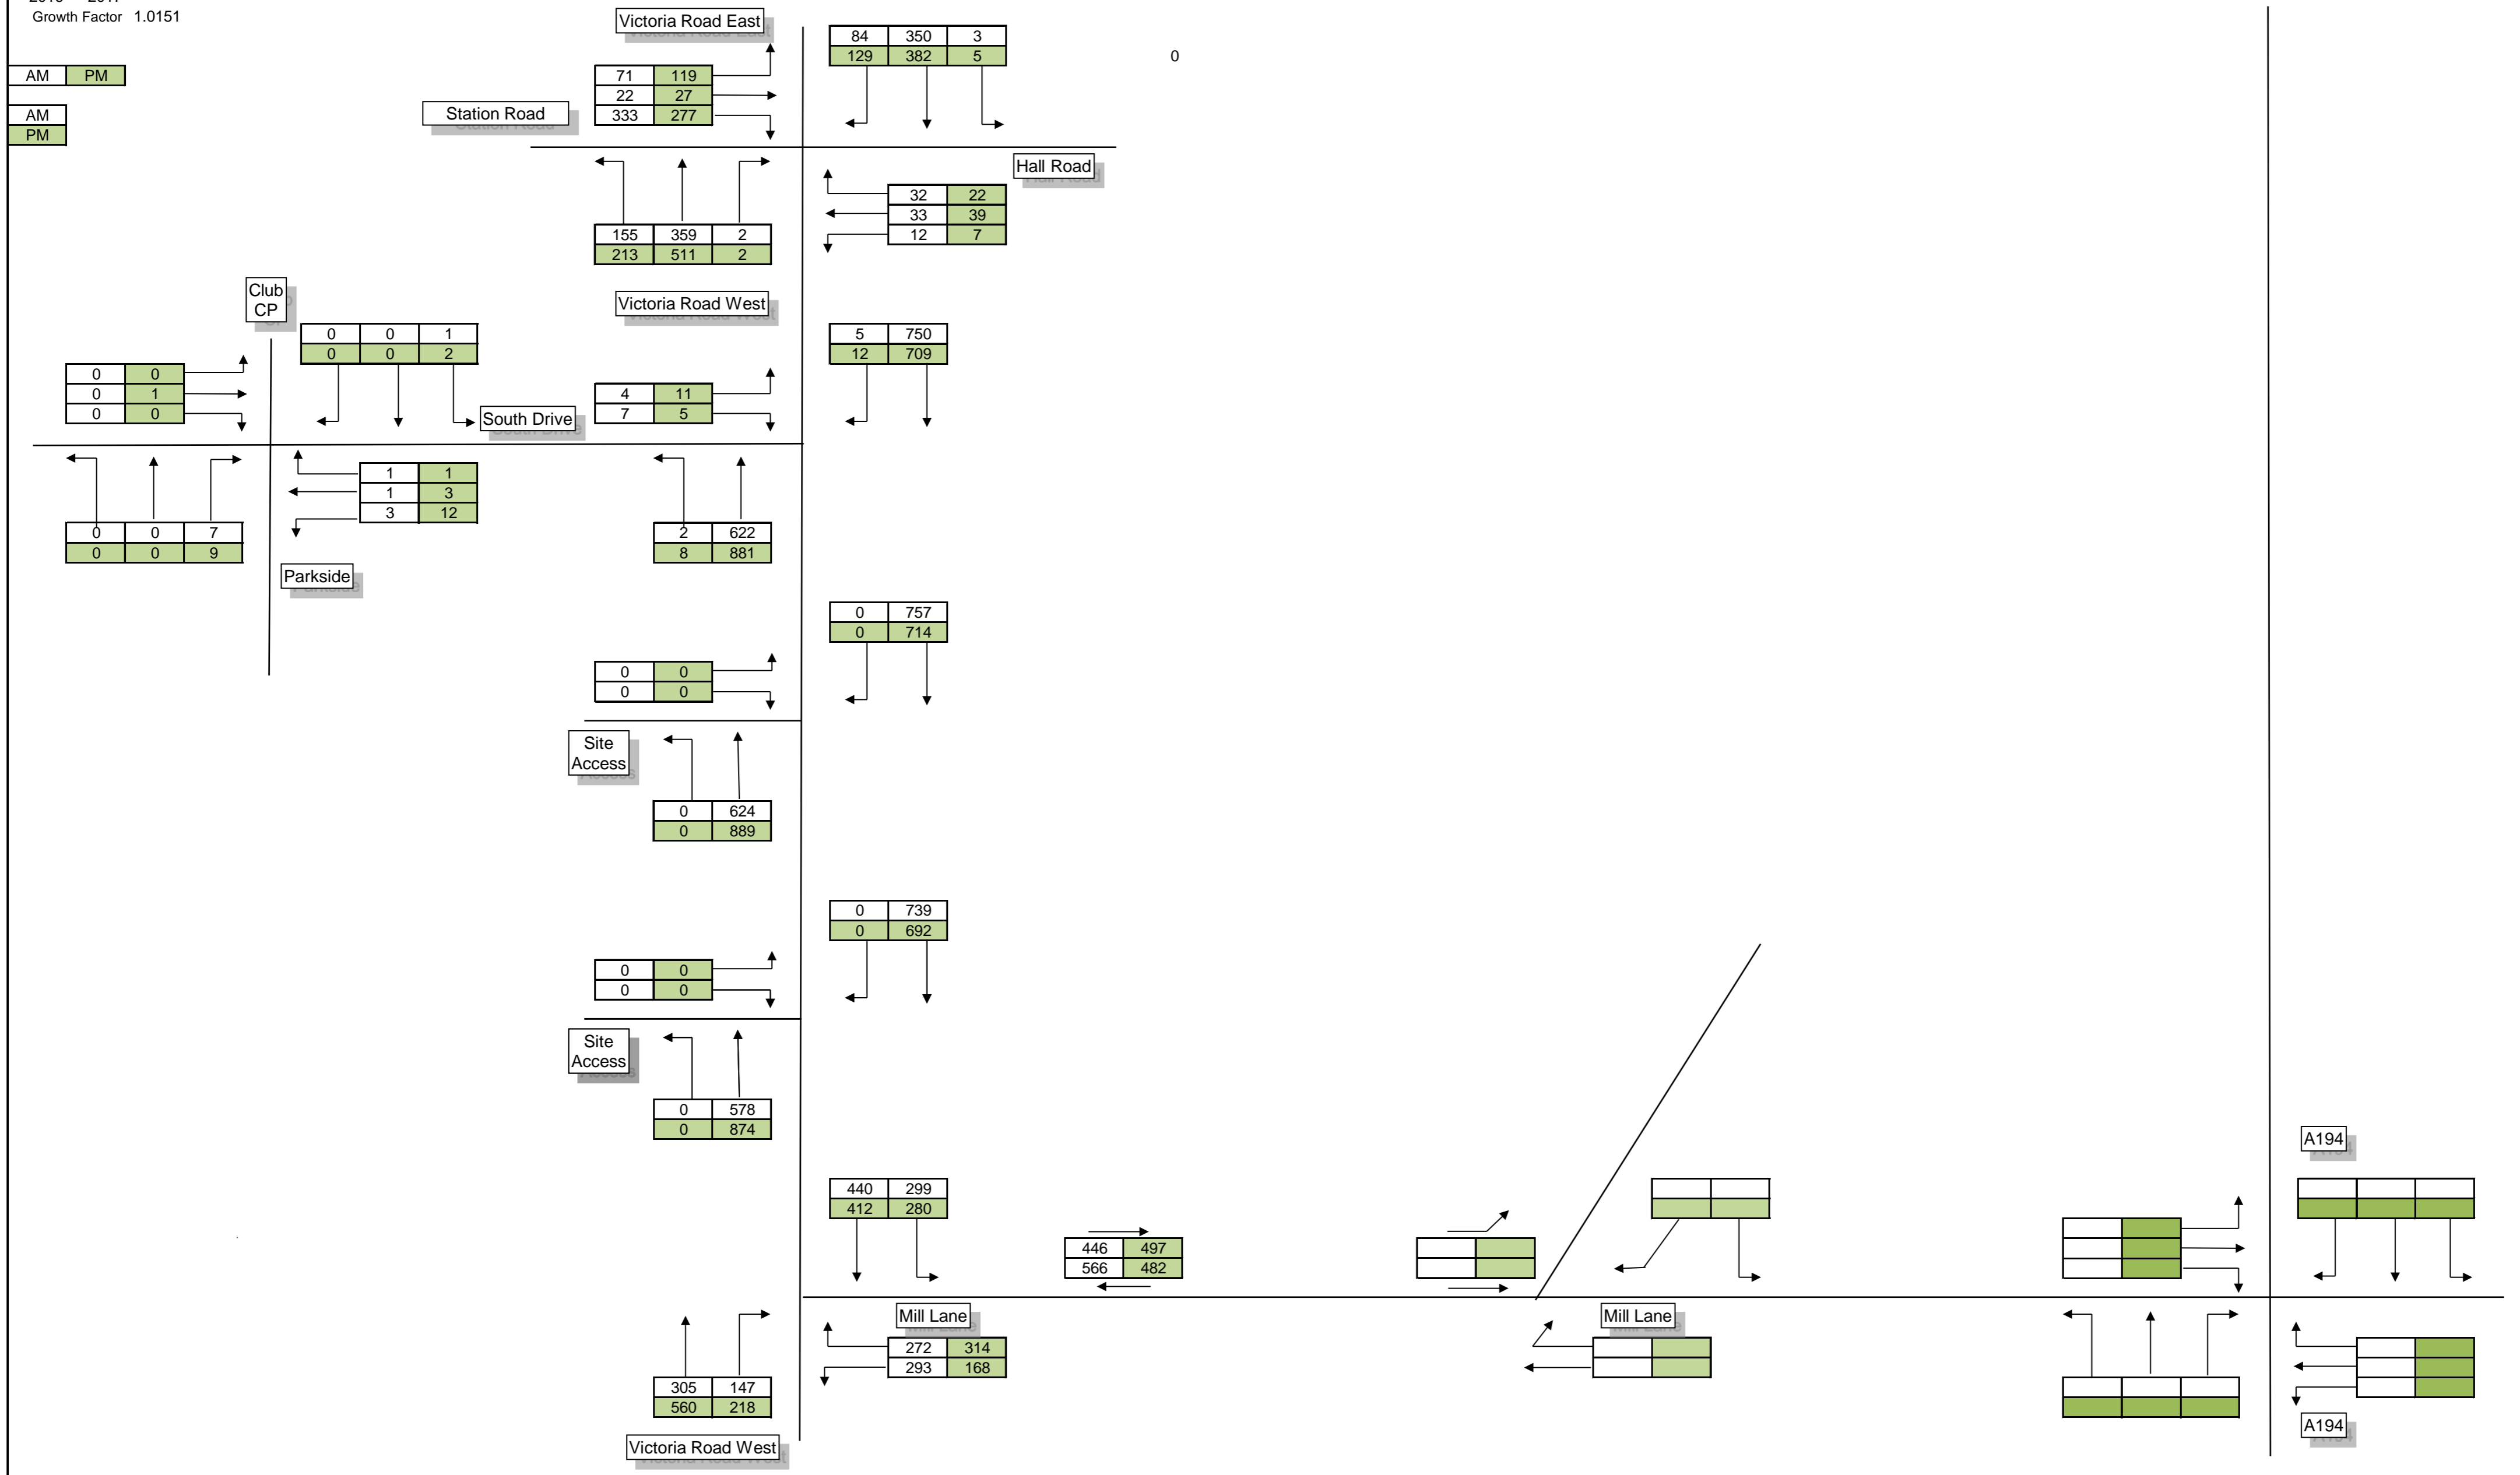 Growth Factor 1.0151
Victoria Road East
84 350 3
129 382 5
0
AM PM
71 119
22 27
333 277
AM
PM
Station Road
Hall Road
32 22
33 39
12 7
155 359 2
213 511 2
Club
CP
Victoria Road West
0 0 1
0 0 2
5 750
12 709
0 0
0 1
0 0
4 11
7 5
South Drive
1 1
1 3
3 12
0 0 7
0 0 9
2 622
8 881
Parkside
0 757
0 714
0 0
0 0
Site
Access
0 624
0 889
0 739
0 692
0 0
0 0
Site
Access
0 578
0 874
A194
440 299
412 280
446 497
566 482
Mill Lane
Mill Lane
272 314
293 168
305 147
560 218
A194
Victoria Road West